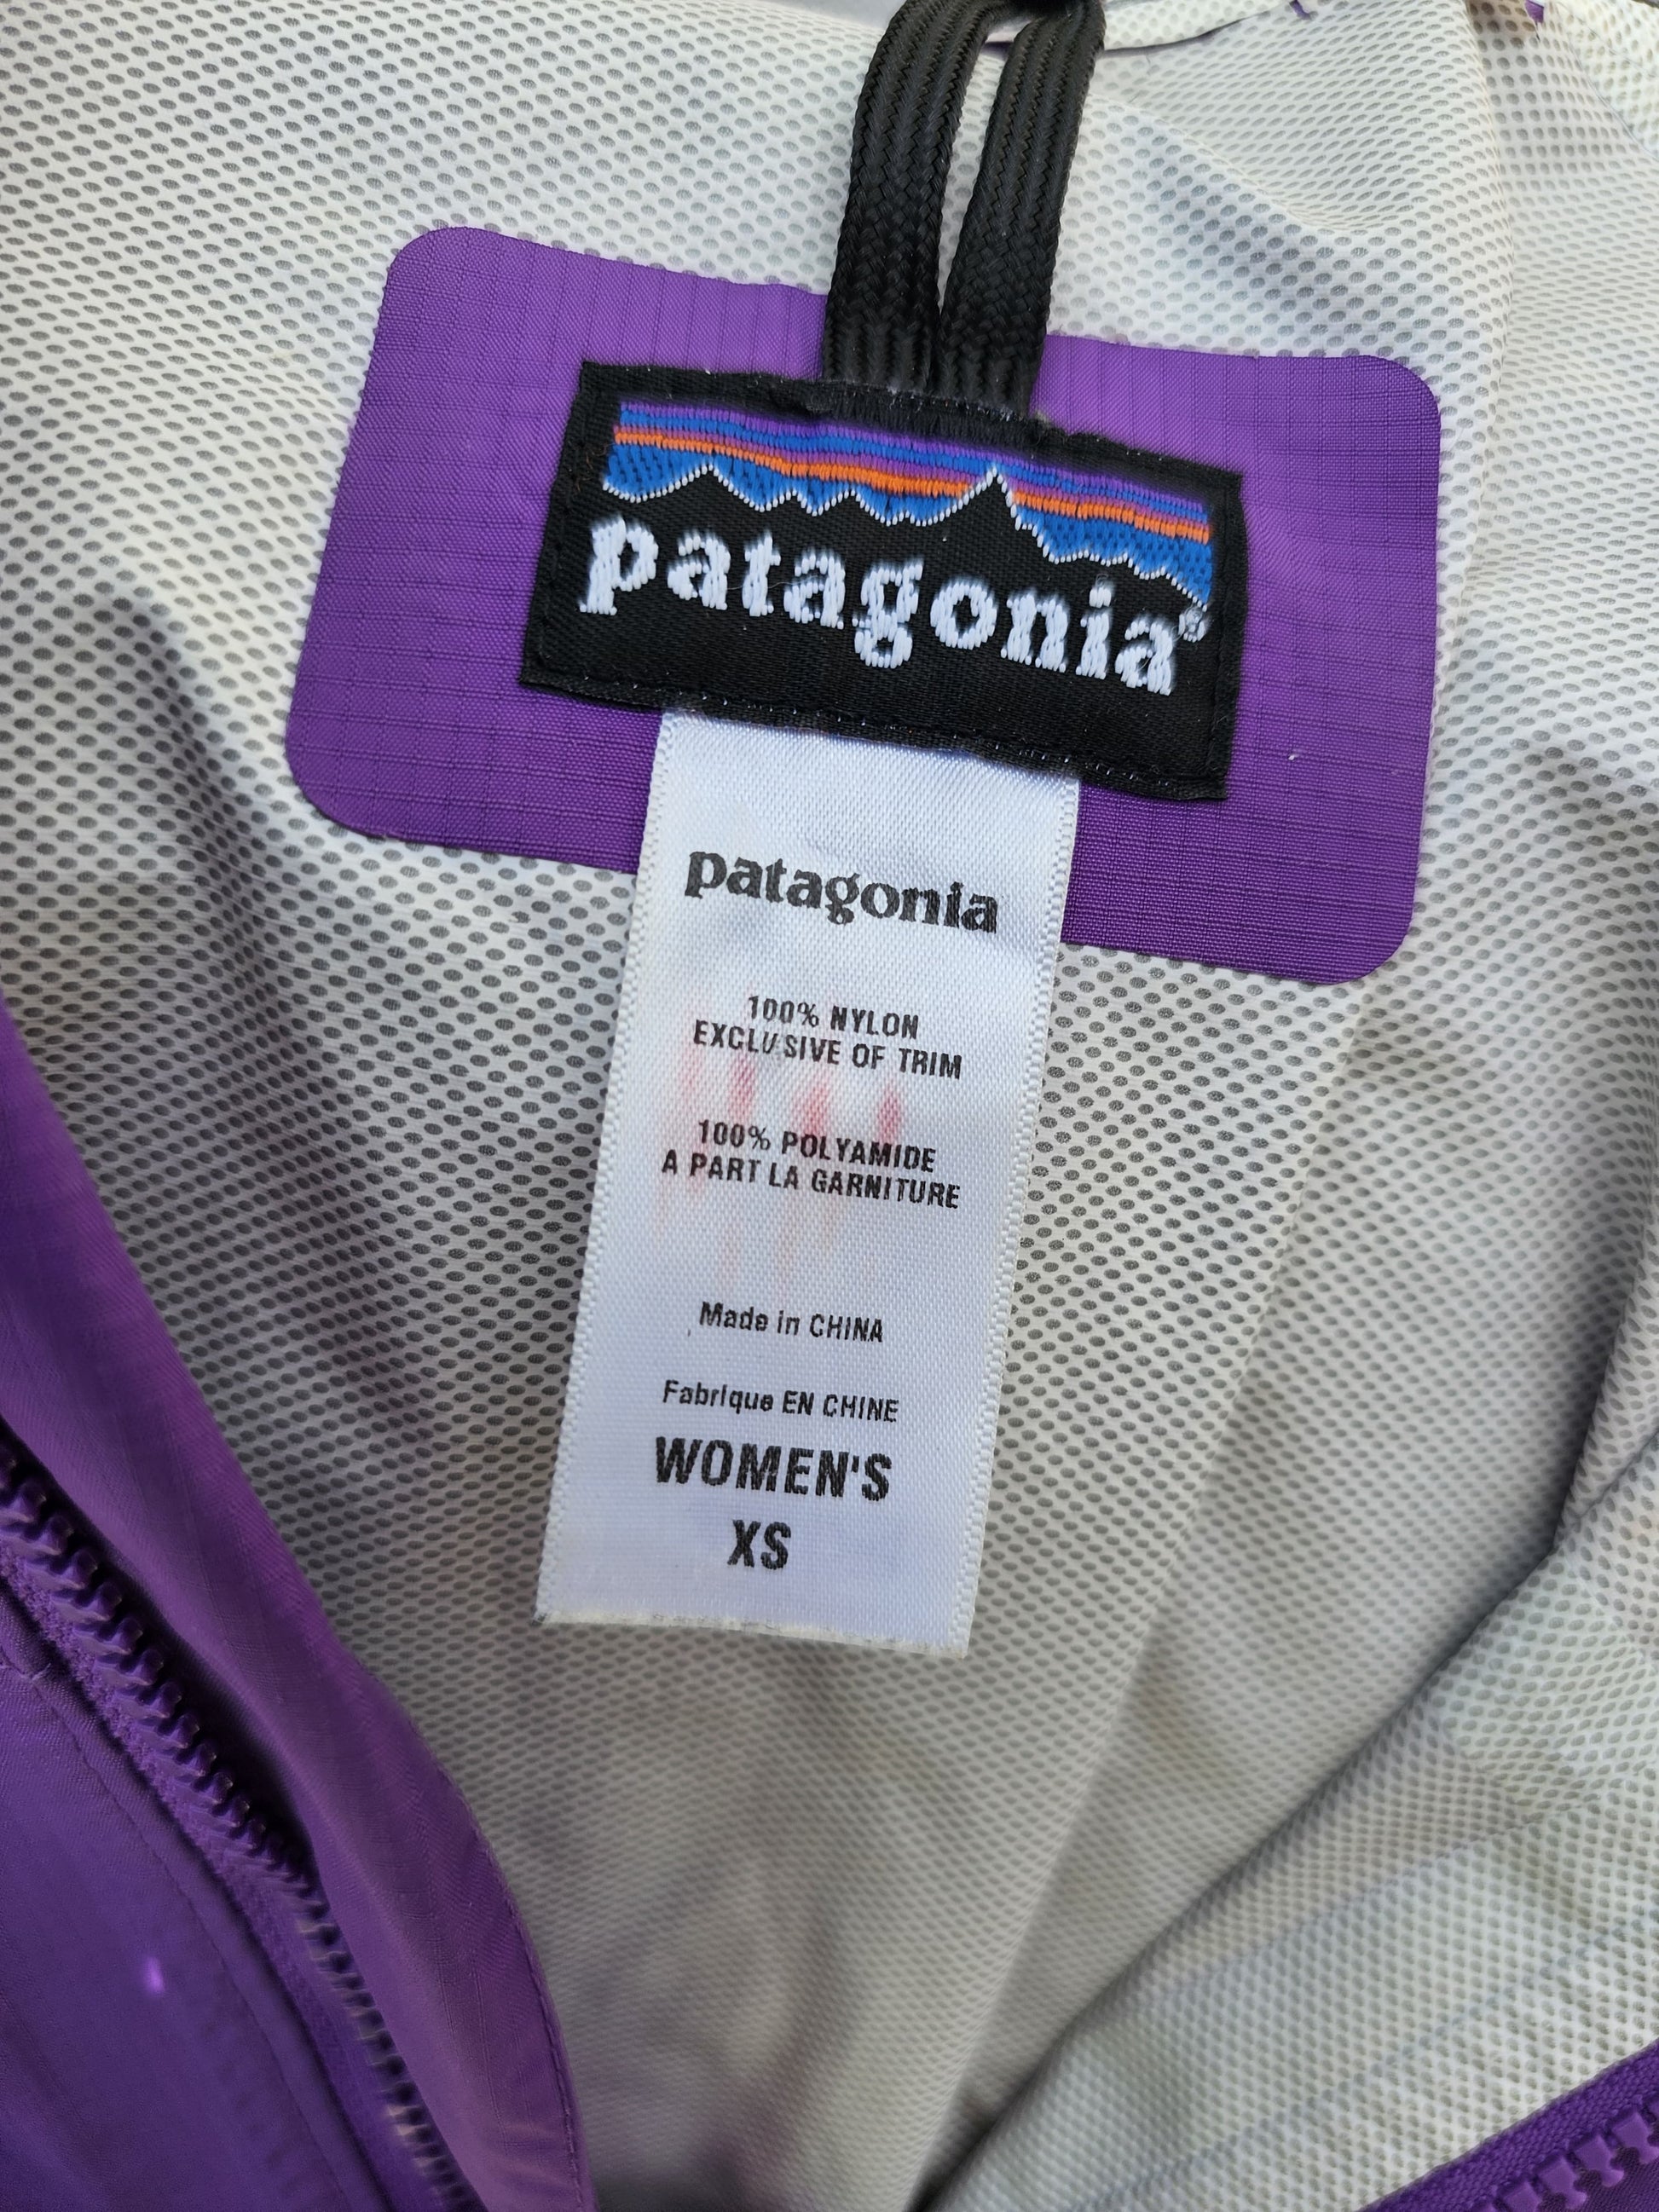 patagonia®
patagonia
100% NYLON
EXCLUSIVE OF TRIM
100% POLYAMIDE
A PART LA GARNITURE
Made in CHINA
Fabrique EN CHINE
WOMEN'S
XS